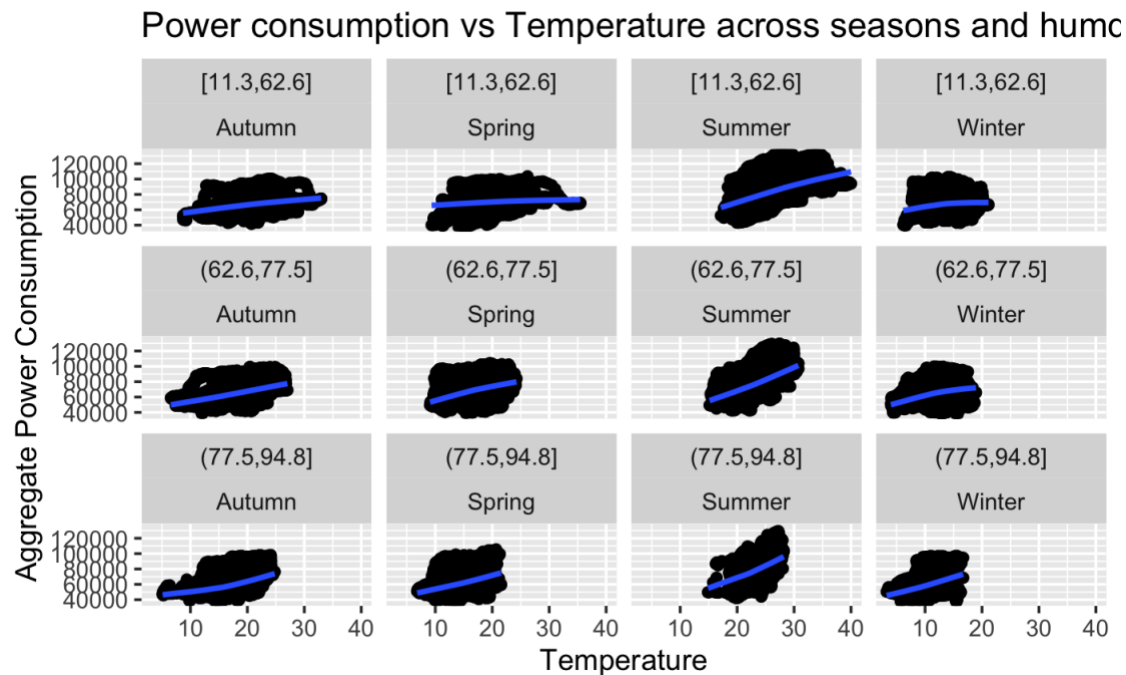 Power consumption vs Temperature across seasons and humd
[11.3,62.6] [11.3,62.6] [11.3,62.6] [11.3,62.6]
Autumn Spring Summer Winter
120000
100000
80000
60000
40000
(62.6,77.5] (62.6,77.5] (62.6,77.5] (62.6,77.5]
Autumn Spring Summer Winter
120000
100000
80000
60000
40000
(77.5,94.8] (77.5,94.8] (77.5,94.8] (77.5,94.8]
Autumn Spring Summer Winter
120000
100000
80000
60000
40000
10 20 30 40 10 20 30 40 10 20 30 40 10 20 30 40
Temperature
Aggregate Power Consumption